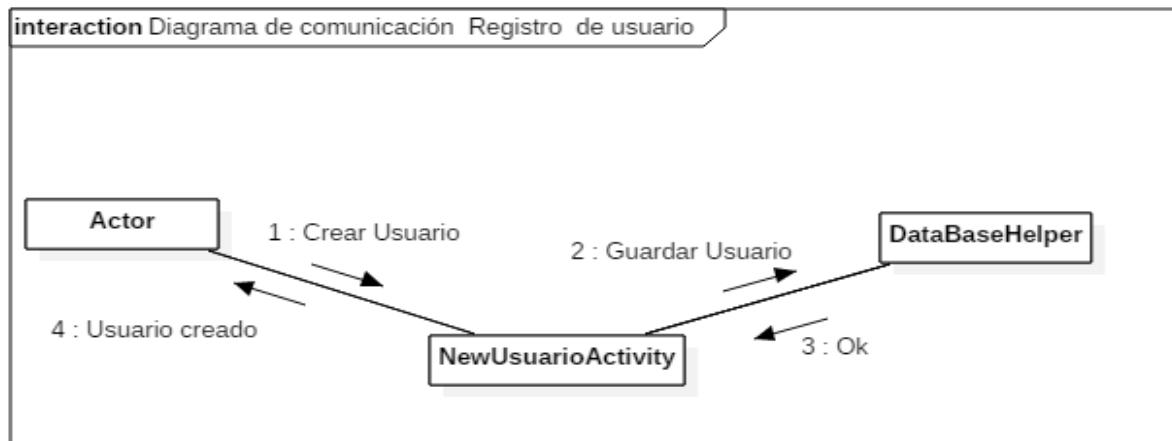 interaction Diagrama de comunicación Registro de usuario
Actor
1 : Crear Usuario
2 : Guardar Usuario
DataBaseHelper
4 : Usuario creado
NewUsuarioActivity
3 : Ok